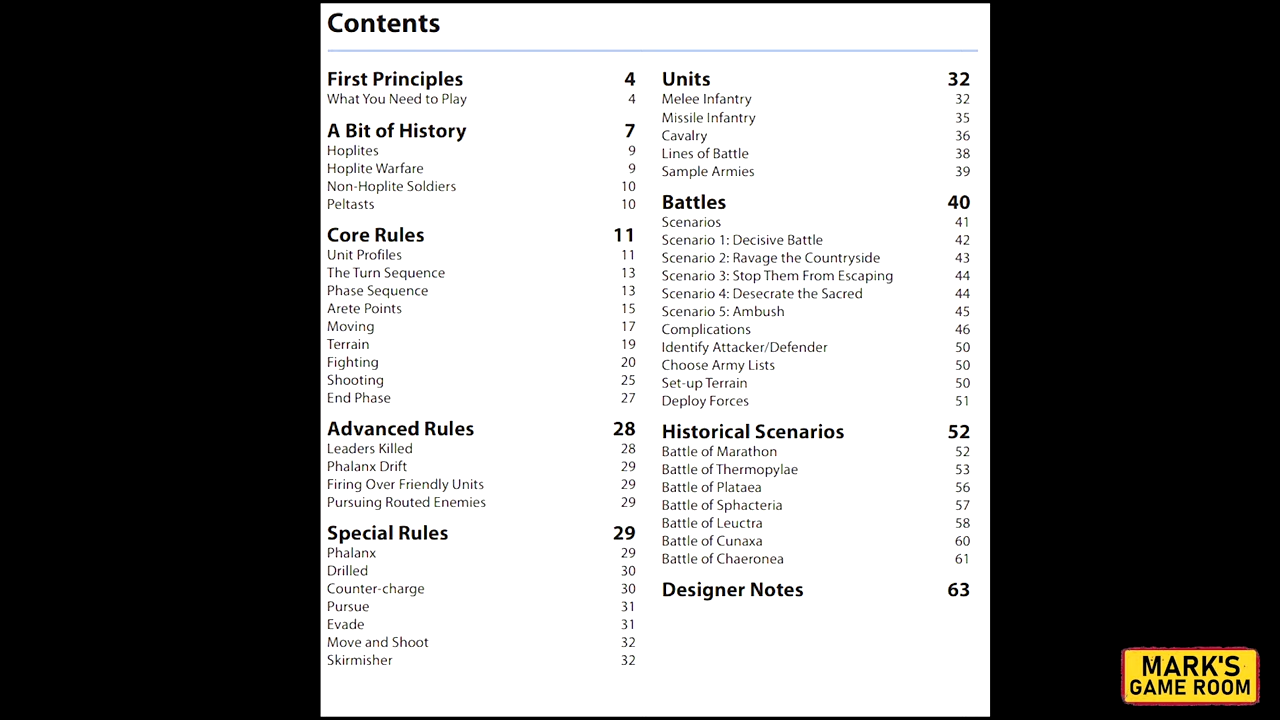 Contents
First Principles 4
What You Need to Play 4
A Bit of History 7
Hoplites 9
Hoplite Warfare 9
Non-Hoplite Soldiers 10
Peltasts 10
Core Rules 11
Unit Profiles 11
The Turn Sequence 13
Phase Sequence 13
Arete Points 15
Moving 17
Terrain 19
Fighting 20
Shooting 25
End Phase 27
Advanced Rules 28
Leaders Killed 28
Phalanx Drift 29
Firing Over Friendly Units 29
Pursuing Routed Enemies 29
Special Rules 29
Phalanx 29
Drilled 30
Counter-charge 30
Pursue 31
Evade 31
Move and Shoot 32
Skirmisher 32
Units 32
Melee Infantry 32
Missile Infantry 35
Cavalry 36
Lines of Battle 38
Sample Armies 39
Battles 40
Scenarios 41
Scenario 1: Decisive Battle 42
Scenario 2: Ravage the Countryside 43
Scenario 3: Stop Them From Escaping 44
Scenario 4: Desecrate the Sacred 44
Scenario 5: Ambush 45
Complications 46
Identify Attacker/Defender 50
Choose Army Lists 50
Set-up Terrain 50
Deploy Forces 51
Historical Scenarios 52
Battle of Marathon 52
Battle of Thermopylae 53
Battle of Plataea 56
Battle of Sphacteria 57
Battle of Leuctra 58
Battle of Cunaxa 60
Battle of Chaeronea 61
Designer Notes 63
MARK'S
GAME ROOM